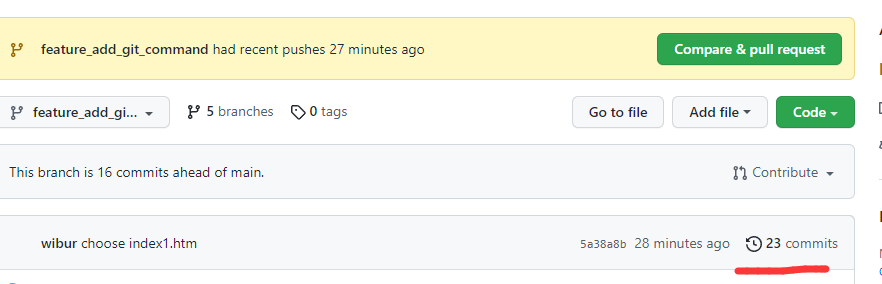 feature_add_git_command had recent pushes 27 minutes ago
Compare & pull request
feature_add_gi...
5 branches
0 tags
Go to file
Add file
Code
This branch is 16 commits ahead of main.
Contribute
wibur choose index1.htm
5a38a8b 28 minutes ago
23 commits